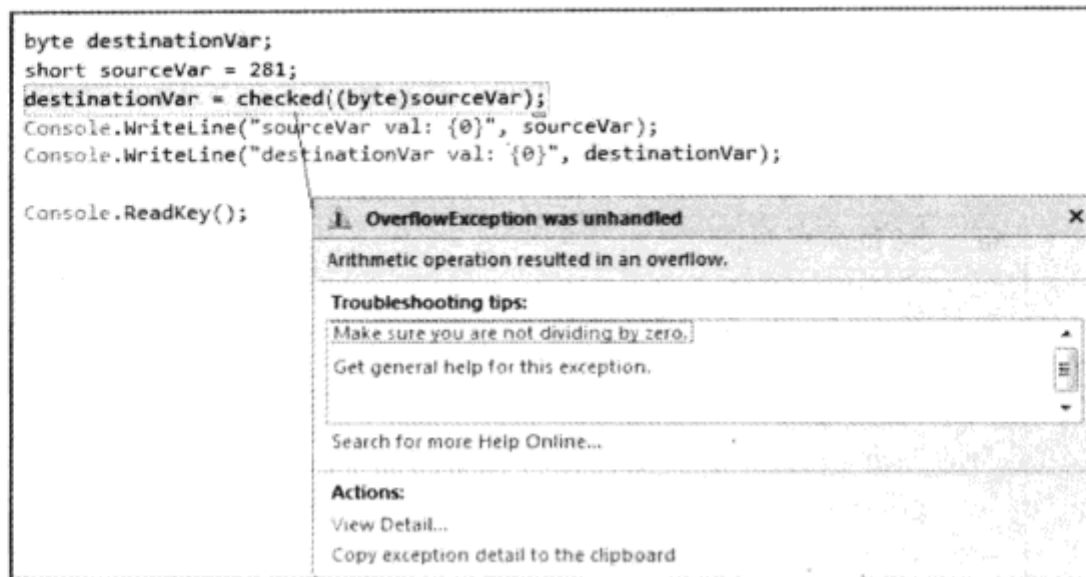 byte destinationVar;
short sourceVar = 281;
destinationVar = checked((byte)sourceVar);
Console.WriteLine("sourceVar val: {0}", sourceVar);
Console.WriteLine("destinationVar val: {0}", destinationVar);
Console.ReadKey();
OverflowException was unhandled
Arithmetic operation resulted in an overflow.
Troubleshooting tips:
Make sure you are not dividing by zero.
Get general help for this exception.
Search for more Help Online...
Actions:
View Detail...
Copy exception detail to the clipboard